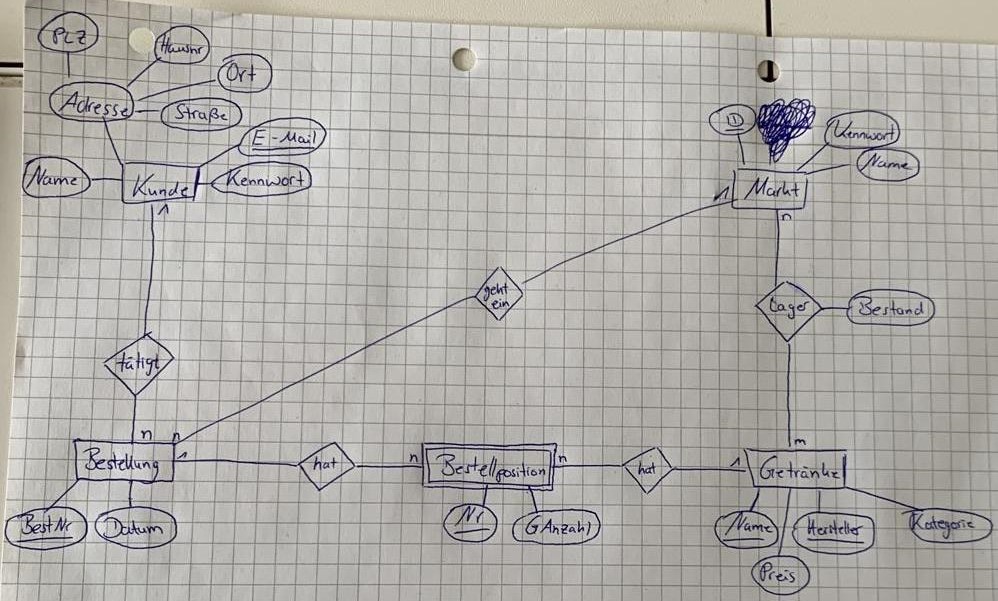 PLZ
Hausnr
Ort
Adresse
Straße
E-Mail
Name
Kunde
Kennwort
1
ID
Kennwort
Name
Markt
1
n
geht
ein
Lager
Bestand
tätigt
n
n
m
Bestellung
1
hat
n
Bestellposition
n
hat
1
Getränke
BestNr
Datum
Nr
GAnzahl
Name
Hersteller
Kategorie
Preis